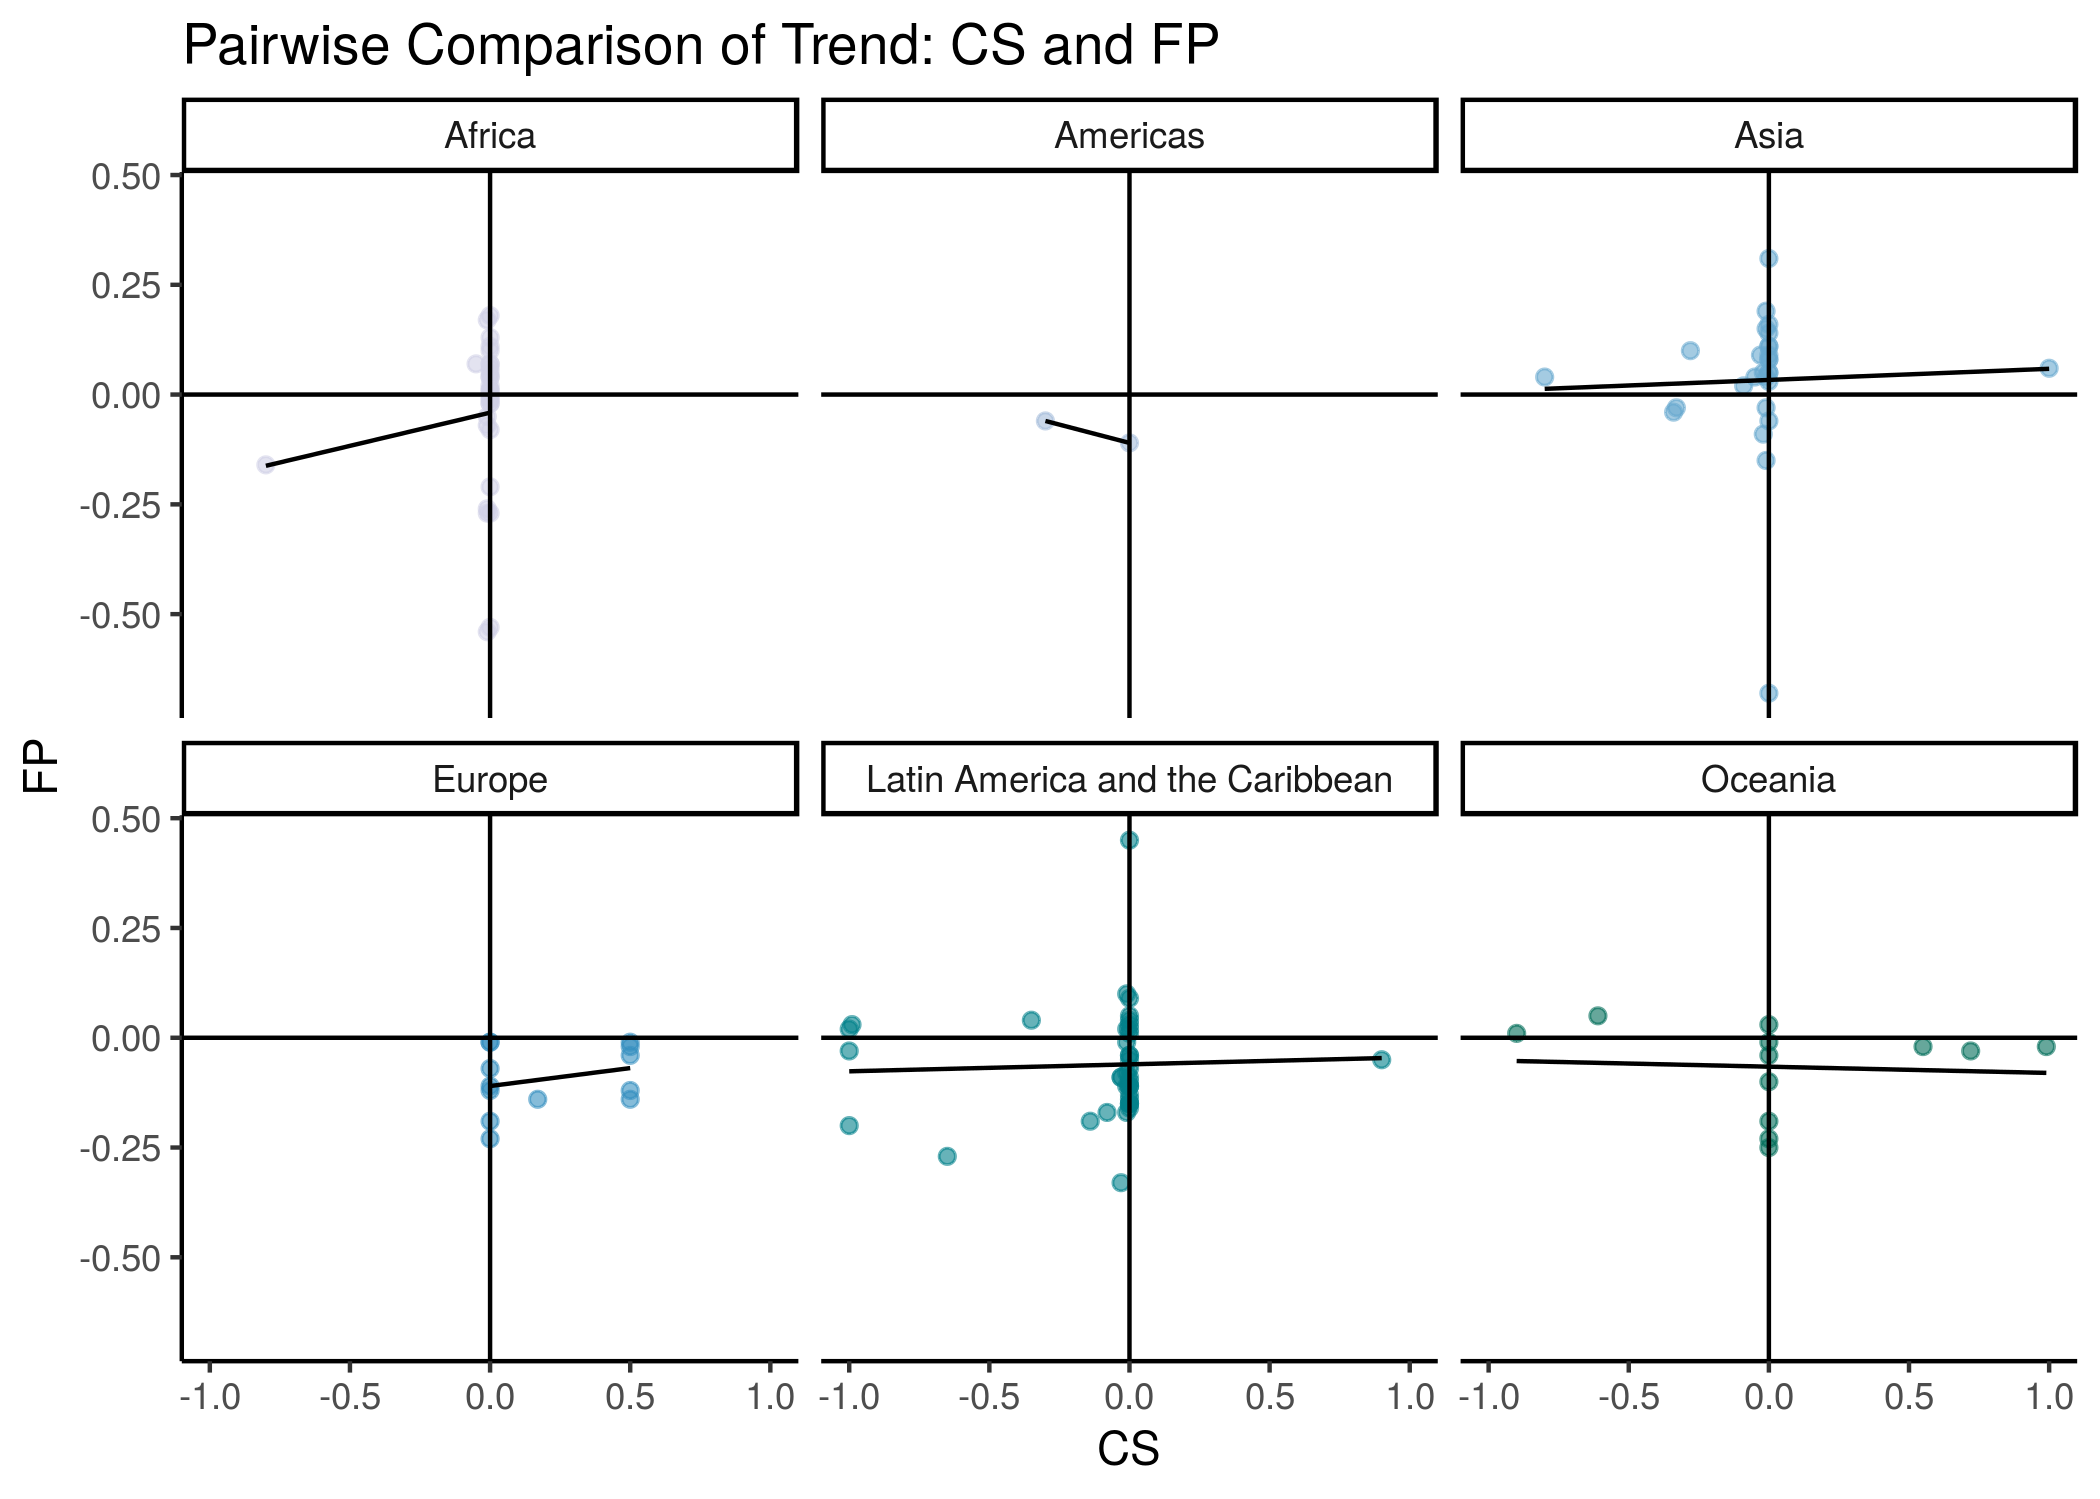 Pairwise Comparison of Trend: CS and FP
Africa
Americas
Asia
0.50
0.25
0.00
-0.25
-0.50
FP
Europe
Latin America and the Caribbean
Oceania
0.50
0.25
0.00
-0.25
-0.50
-1.0 -0.5 0.0 0.5 1.0 -1.0 -0.5 0.0 0.5 1.0 -1.0 -0.5 0.0 0.5 1.0
CS